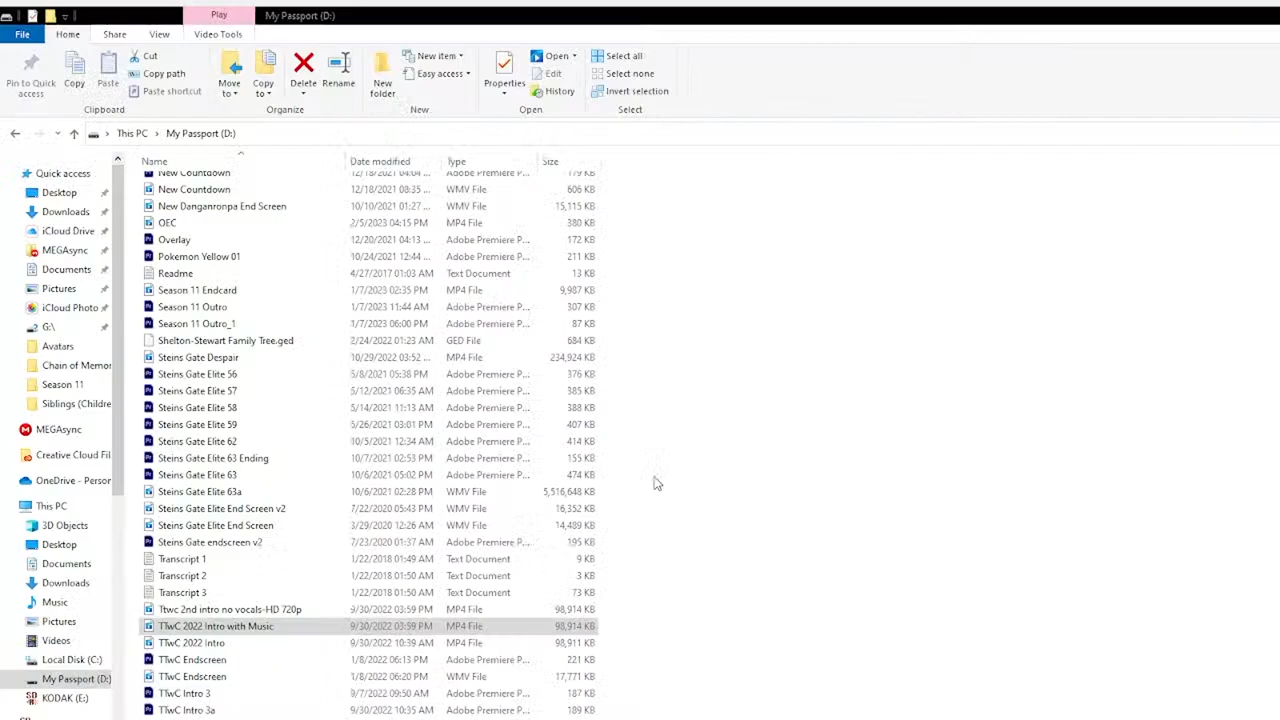 Play My Passport (D:)
File Home Share View Video Tools
Pin to Quick access
Copy
Paste
Cut
Copy path
Paste shortcut
Clipboard
Move to
Copy to
Delete
Rename
Organize
New folder
New item
Easy access
New
Properties
Open
Edit
History
Open
Select all
Select none
Invert selection
Select
This PC > My Passport (D:)
Quick access
Desktop
Downloads
iCloud Drive
MEGAsync
Documents
Pictures
iCloud Photo
G:\
Avatars
Chain of Memor
Season 11
Siblings (Childre
MEGAsync
Creative Cloud Fil
OneDrive - Person
This PC
3D Objects
Desktop
Documents
Downloads
Music
Pictures
Videos
Local Disk (C:)
My Passport (D:)
KODAK (E:)
Name Date modified Type Size
New Countdown 12/18/2021 04:04 ... Adobe Premiere P... 179 KB
New Countdown 12/18/2021 08:35 ... WMV File 606 KB
New Danganronpa End Screen 10/10/2021 01:27 ... WMV File 15,115 KB
OEC 2/5/2023 04:15 PM MP4 File 380 KB
Overlay 12/20/2021 04:13 ... Adobe Premiere P... 172 KB
Pokemon Yellow 01 10/24/2021 12:44 ... Adobe Premiere P... 211 KB
Readme 4/27/2017 01:03 AM Text Document 13 KB
Season 11 Endcard 1/7/2023 02:35 PM MP4 File 9,987 KB
Season 11 Outro 1/7/2023 11:44 AM Adobe Premiere P... 307 KB
Season 11 Outro_1 1/7/2023 06:00 PM Adobe Premiere P... 87 KB
Shelton-Stewart Family Tree.ged 2/24/2022 01:23 AM GED File 684 KB
Steins Gate Despair 10/29/2022 03:52 ... MP4 File 234,924 KB
Steins Gate Elite 56 5/8/2021 05:38 PM Adobe Premiere P... 376 KB
Steins Gate Elite 57 5/12/2021 06:35 AM Adobe Premiere P... 385 KB
Steins Gate Elite 58 5/14/2021 11:13 AM Adobe Premiere P... 388 KB
Steins Gate Elite 59 5/26/2021 03:01 PM Adobe Premiere P... 407 KB
Steins Gate Elite 62 10/5/2021 12:34 AM Adobe Premiere P... 414 KB
Steins Gate Elite 63 Ending 10/7/2021 02:53 PM Adobe Premiere P... 155 KB
Steins Gate Elite 63 10/6/2021 05:02 PM Adobe Premiere P... 474 KB
Steins Gate Elite 63a 10/6/2021 02:28 PM WMV File 5,516,648 KB
Steins Gate Elite End Screen v2 7/22/2020 05:43 PM WMV File 16,352 KB
Steins Gate Elite End Screen 3/29/2020 12:26 AM WMV File 14,489 KB
Steins Gate endscreen v2 7/23/2020 01:37 AM Adobe Premiere P... 195 KB
Transcript 1 1/22/2018 01:49 AM Text Document 9 KB
Transcript 2 1/22/2018 01:50 AM Text Document 3 KB
Transcript 3 1/22/2018 01:50 AM Text Document 73 KB
Ttwc 2nd intro no vocals-HD 720p 9/30/2022 03:59 PM MP4 File 98,914 KB
TTwC 2022 Intro with Music 9/30/2022 03:59 PM MP4 File 98,914 KB
TTwC 2022 Intro 9/30/2022 10:39 AM MP4 File 98,911 KB
TTwC Endscreen 1/8/2022 06:13 PM Adobe Premiere P... 221 KB
TTwC Endscreen 1/8/2022 06:20 PM WMV File 17,771 KB
TTwC Intro 3 9/7/2022 09:50 AM Adobe Premiere P... 187 KB
TTwC Intro 3a 9/30/2022 10:35 AM Adobe Premiere P... 189 KB